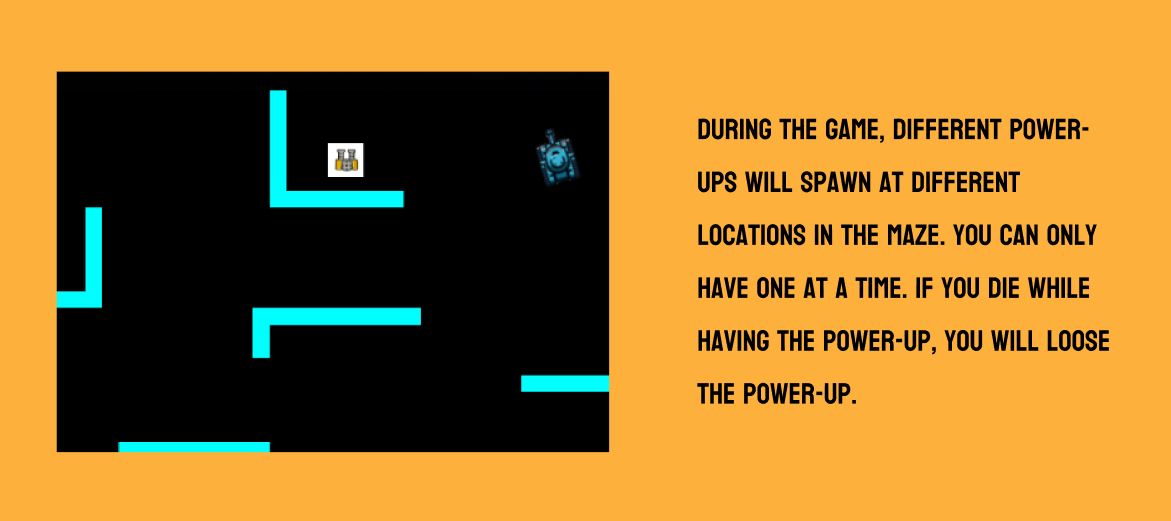 DURING THE GAME, DIFFERENT POWER-
UPS WILL SPAWN AT DIFFERENT
LOCATIONS IN THE MAZE. YOU CAN ONLY
HAVE ONE AT A TIME. IF YOU DIE WHILE
HAVING THE POWER-UP, YOU WILL LOOSE
THE POWER-UP.